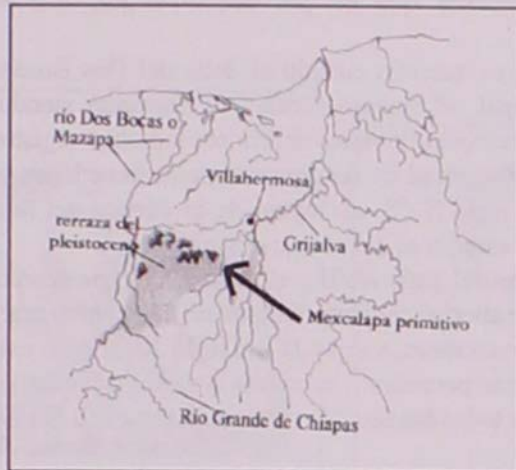 río Dos Bocas o
Mazapa
Villahermosa
terraza del
pleistoceno
Grijalva
Mexcalapa primitivo
Río Grande de Chiapas